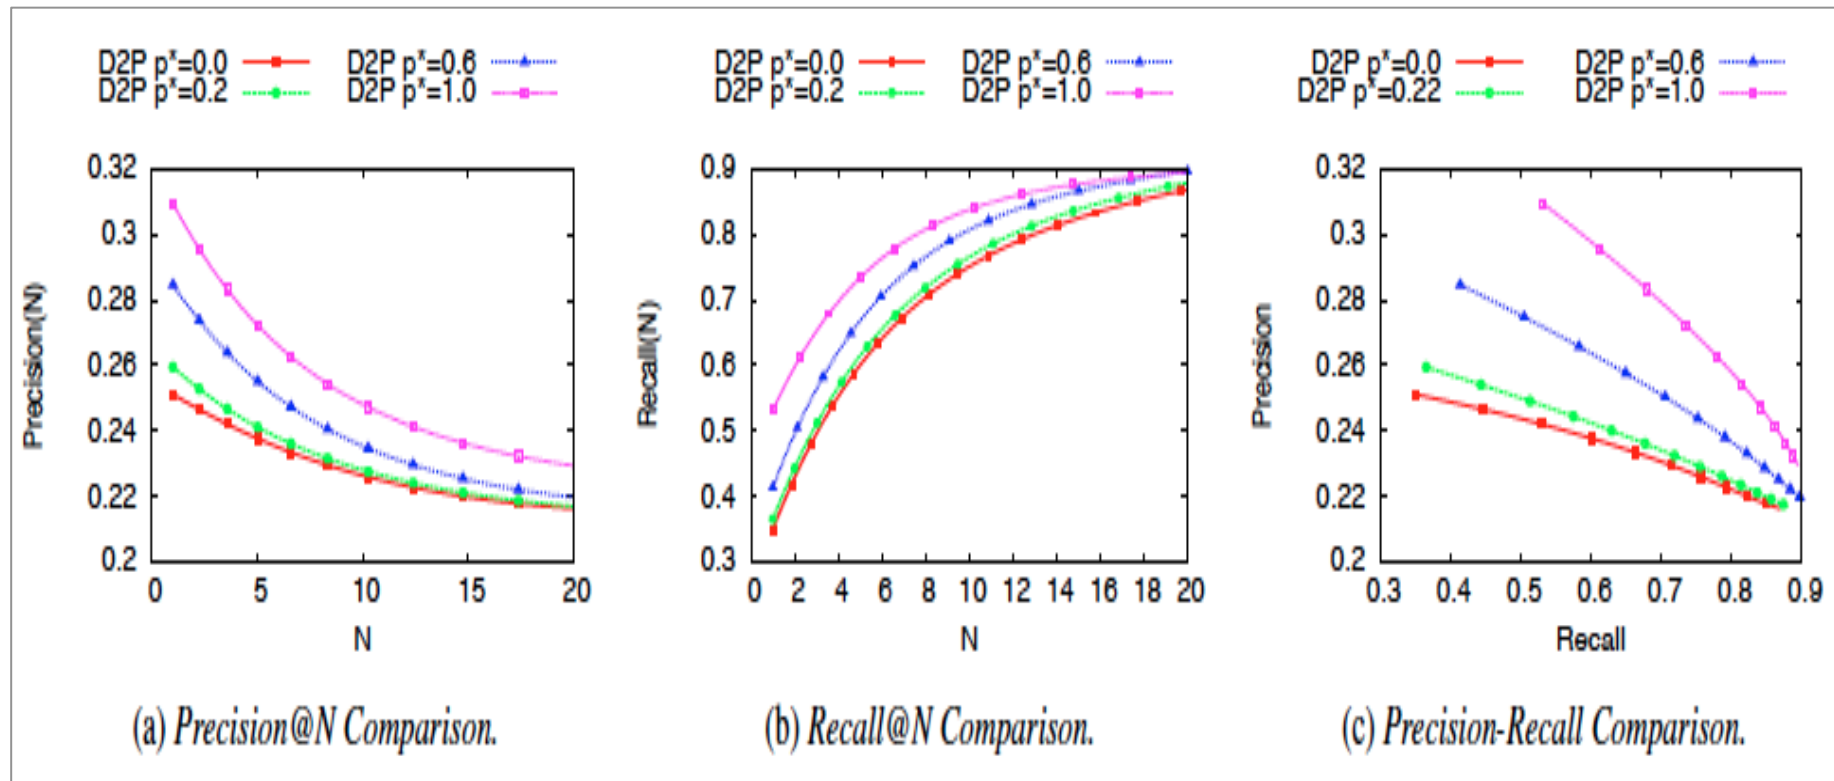 D2P p*=0.0 D2P p*=0.6
D2P p*=0.2 D2P p*=1.0
0.32
0.3
0.28
0.26
0.24
0.22
0.2
Precision(N)
0 5 10 15 20
N
(a) Precision@N Comparison.
D2P p*=0.0 D2P p*=0.6
D2P p*=0.2 D2P p*=1.0
0.9
0.8
0.7
0.6
0.5
0.4
0.3
Recall(N)
0 2 4 6 8 10 12 14 16 18 20
N
(b) Recall@N Comparison.
D2P p*=0.0 D2P p*=0.6
D2P p*=0.22 D2P p*=1.0
0.32
0.3
0.28
0.26
0.24
0.22
0.2
Precision
0.3 0.4 0.5 0.6 0.7 0.8 0.9
Recall
(c) Precision-Recall Comparison.